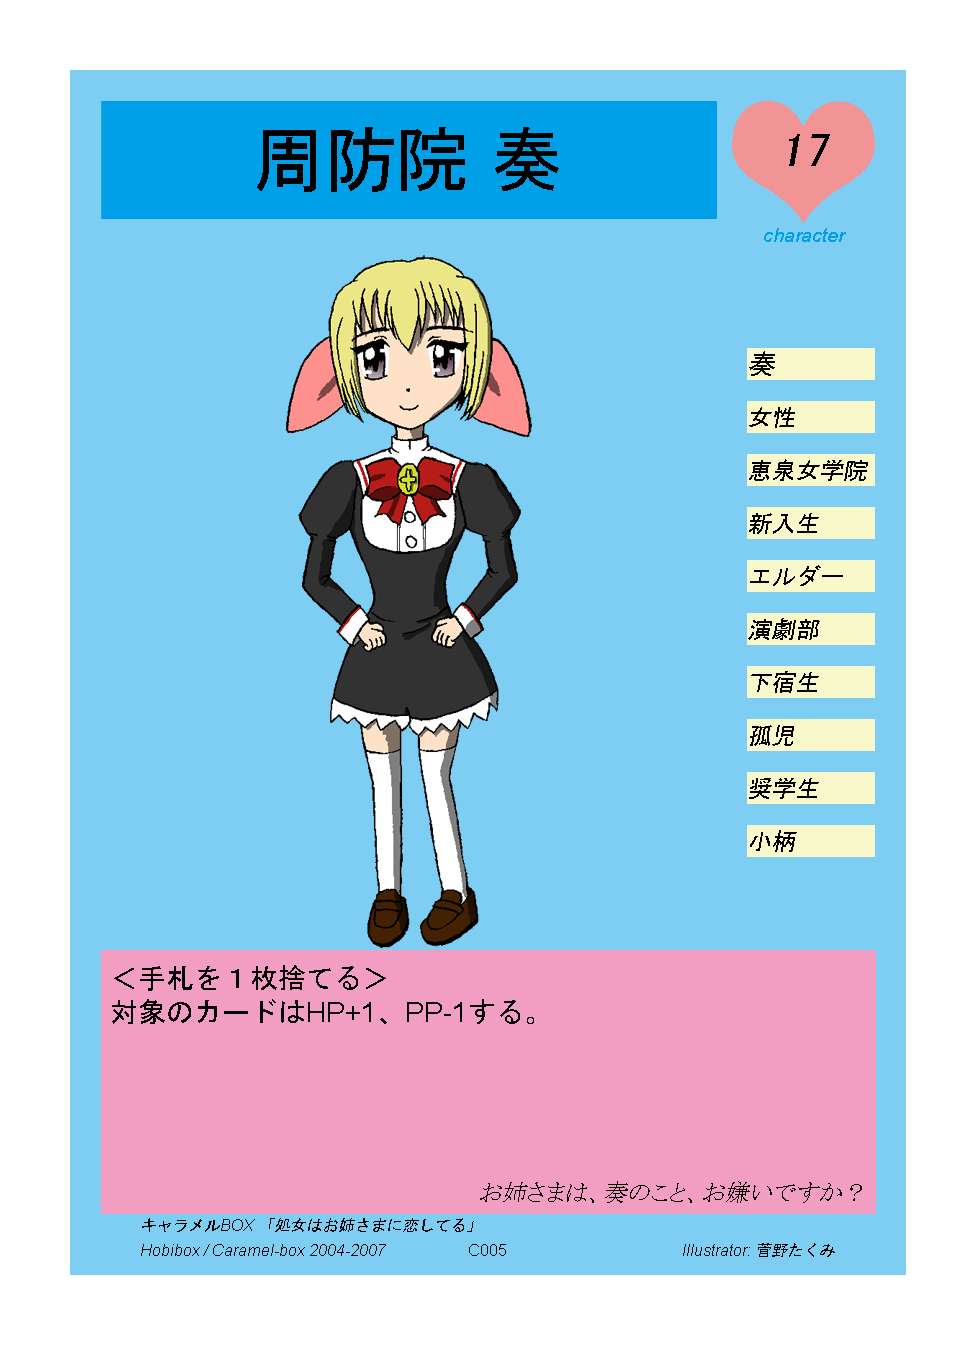 周防院 奏
17
character
奏
女性
恵泉女学院
新入生
エルダー
演劇部
下宿生
孤児
奨学生
小柄
＜手札を１枚捨てる＞
対象のカードはHP+1、PP-1する。
お姉さまは、奏のこと、お嫌いですか？
キャラメルBOX 「処女はお姉さまに恋してる」
Hobibox / Caramel-box 2004-2007 C005 Illustrator: 菅野たくみ